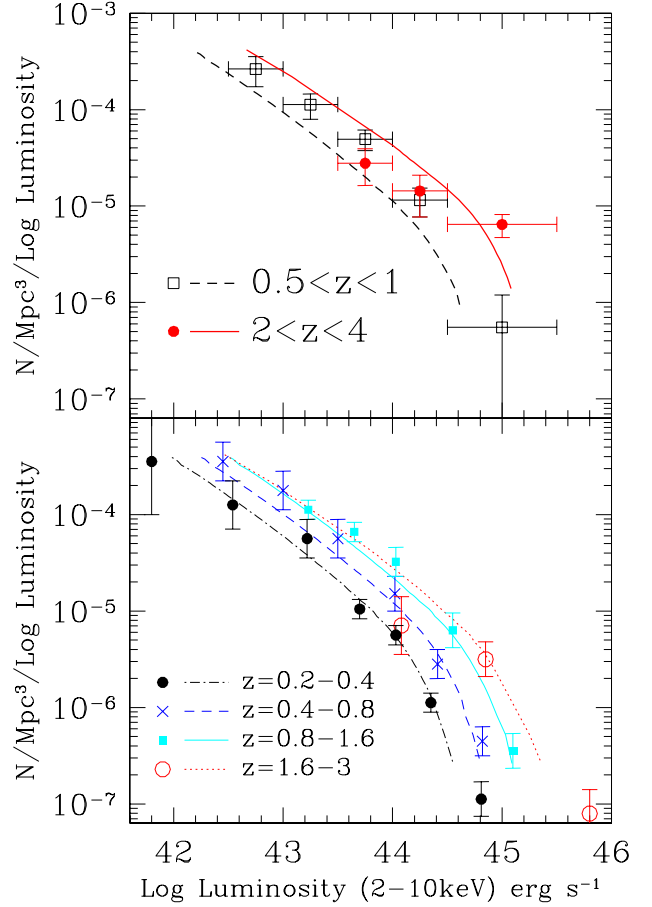 10⁻³
10⁻⁴
10⁻⁵
10⁻⁶
10⁻⁷
N/Mpc³/Log Luminosity
0.5<z<1
2<z<4
10⁻⁴
10⁻⁵
10⁻⁶
10⁻⁷
N/Mpc³/Log Luminosity
z=0.2−0.4
z=0.4−0.8
z=0.8−1.6
z=1.6−3
42 43 44 45 46
Log Luminosity (2−10keV) erg s⁻¹